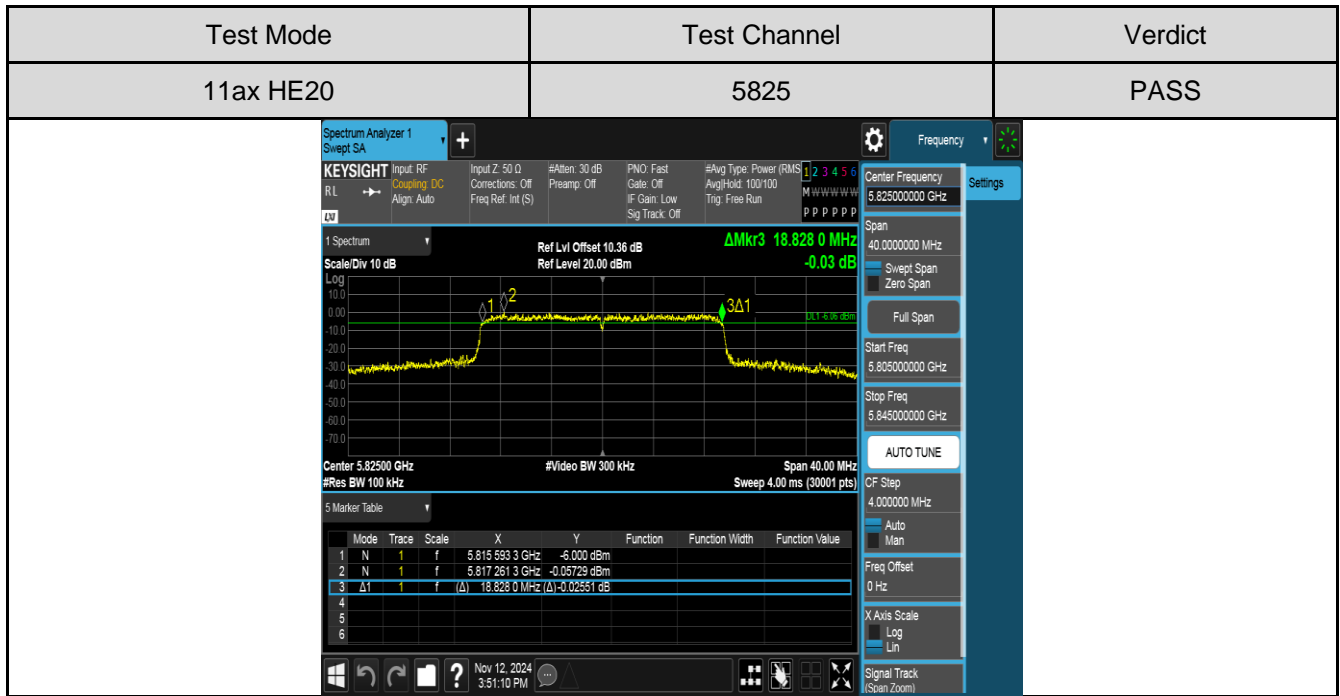 Test Mode Test Channel Verdict
11ax HE20 5825 PASS
Spectrum Analyzer 1
Swept SA
Frequency
KEYSIGHT Input: RF Input Z: 50 Ω #Atten: 30 dB PNO: Fast #Avg Type: Power (RMS 1 2 3 4 5 6
RL Coupling: DC Corrections: Off Preamp: Off Gate: Off Avg|Hold: 100/100 M W W W W W
Align: Auto Freq Ref: Int (S) IF Gain: Low Trig: Free Run
LXI Sig Track: Off P P P P P P
Center Frequency
5.825000000 GHz
Settings
Span
40.0000000 MHz
Swept Span
Zero Span
Full Span
Start Freq
5.805000000 GHz
Stop Freq
5.845000000 GHz
AUTO TUNE
CF Step
4.000000 MHz
Auto
Man
Freq Offset
0 Hz
X Axis Scale
Log
Lin
Signal Track
(Span Zoom)
1 Spectrum
Scale/Div 10 dB
Ref Lvl Offset 10.36 dB
Ref Level 20.00 dBm
ΔMkr3 18.828 0 MHz
-0.03 dB
Log
10.0
0.00
-10.0
-20.0
-30.0
-40.0
-50.0
-60.0
-70.0
1 2 3Δ1
DL1 -6.06 dBm
Center 5.82500 GHz #Video BW 300 kHz Span 40.00 MHz
#Res BW 100 kHz Sweep 4.00 ms (30001 pts)
5 Marker Table
Mode Trace Scale X Y Function Function Width Function Value
1 N 1 f 5.815 593 3 GHz -6.000 dBm
2 N 1 f 5.817 261 3 GHz -0.05729 dBm
3 Δ1 1 f (Δ) 18.828 0 MHz (Δ) -0.02551 dB
4
5
6
Nov 12, 2024
3:51:10 PM